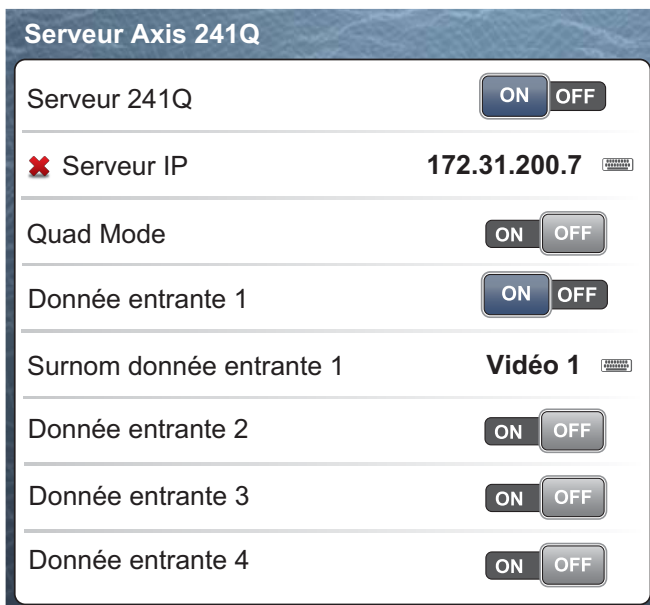 Serveur Axis 241Q
Serveur 241Q ON OFF
Serveur IP 172.31.200.7
Quad Mode ON OFF
Donnée entrante 1 ON OFF
Surnom donnée entrante 1 Vidéo 1
Donnée entrante 2 ON OFF
Donnée entrante 3 ON OFF
Donnée entrante 4 ON OFF